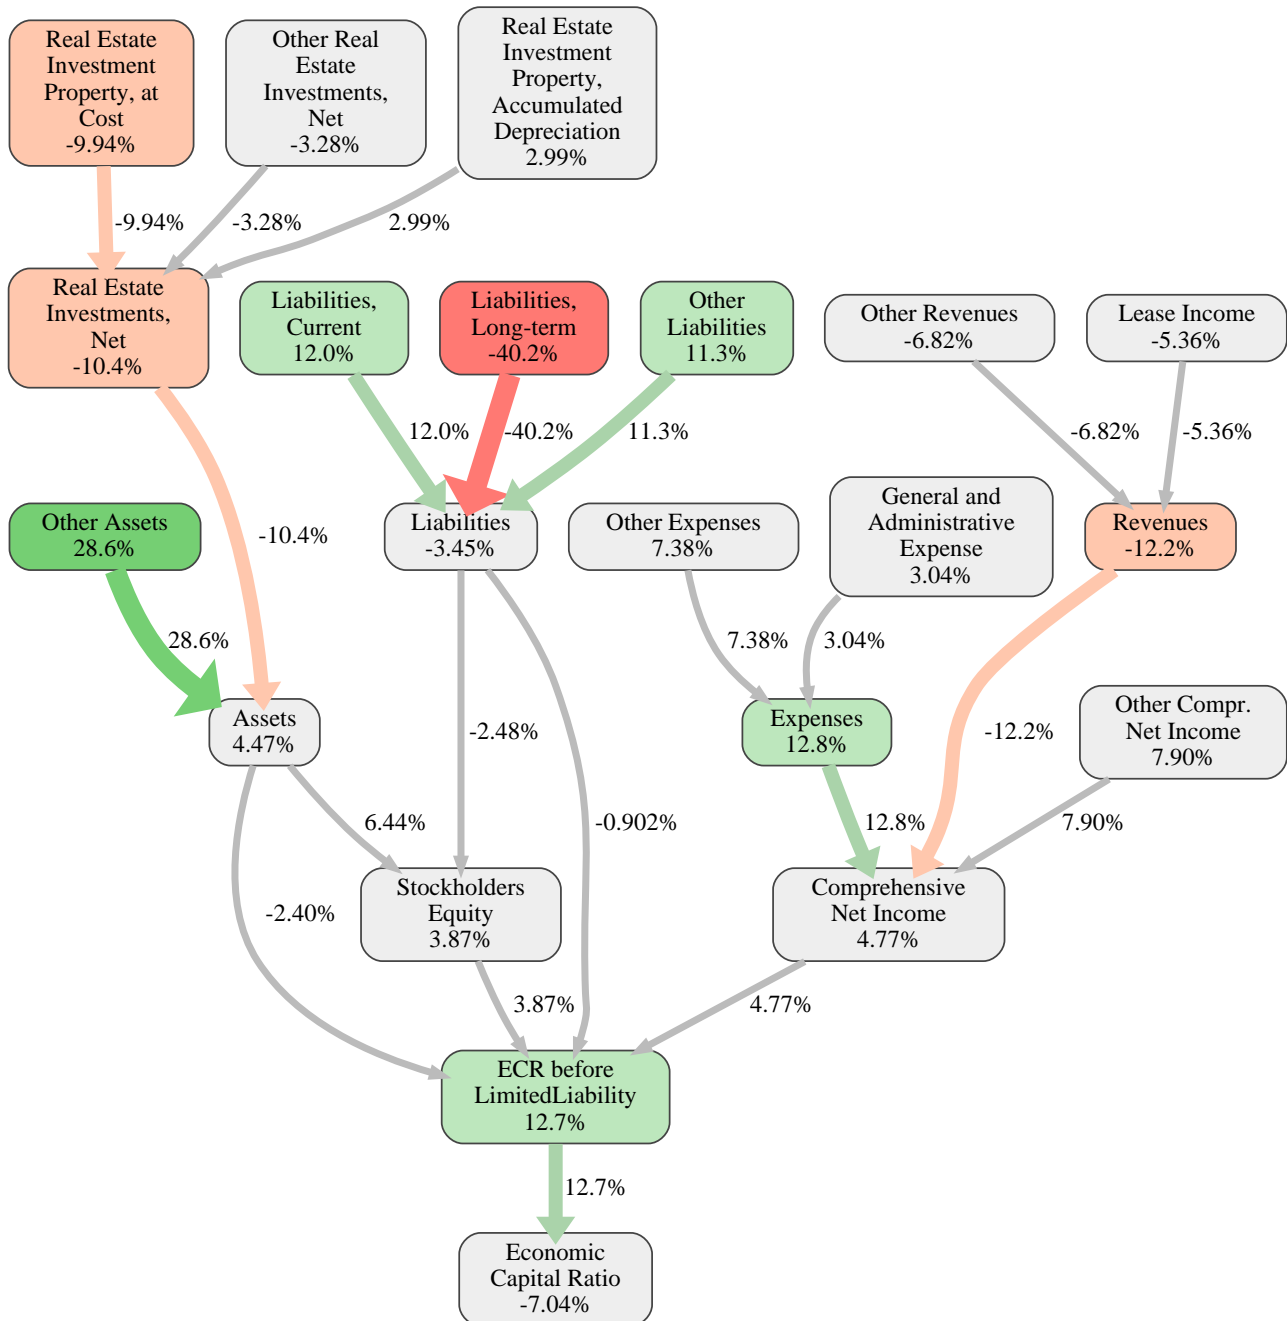 Real Estate
Investment
Property, at
Cost
-9.94%
Other Real
Estate
Investments,
Net
-3.28%
Real Estate
Investment
Property,
Accumulated
Depreciation
2.99%
-9.94%
-3.28%
2.99%
Real Estate
Investments,
Net
-10.4%
Liabilities,
Current
12.0%
Liabilities,
Long-term
-40.2%
Other
Liabilities
11.3%
Other Revenues
-6.82%
Lease Income
-5.36%
12.0%
-40.2%
11.3%
-6.82%
-5.36%
Other Assets
28.6%
-10.4%
Liabilities
-3.45%
Other Expenses
7.38%
General and
Administrative
Expense
3.04%
Revenues
-12.2%
28.6%
7.38%
3.04%
Assets
4.47%
-2.48%
Expenses
12.8%
-12.2%
Other Compr.
Net Income
7.90%
6.44%
-0.902%
12.8%
7.90%
-2.40%
Stockholders
Equity
3.87%
Comprehensive
Net Income
4.77%
3.87%
4.77%
ECR before
LimitedLiability
12.7%
12.7%
Economic
Capital Ratio
-7.04%